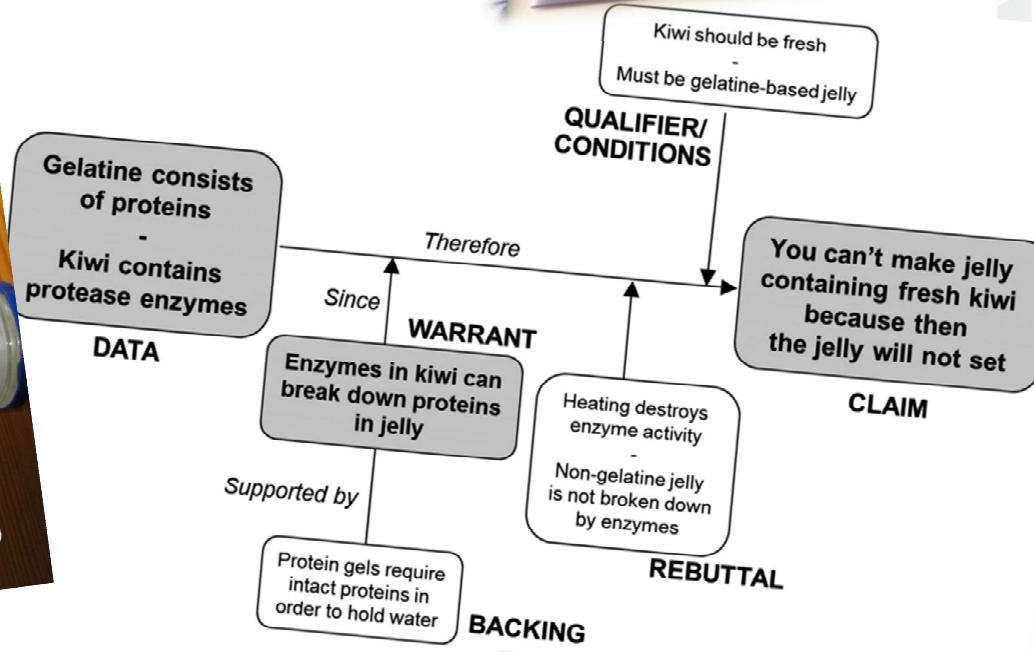 Kiwi should be fresh
-
Must be gelatine-based jelly
QUALIFIER/
CONDITIONS
Gelatine consists
of proteins
-
Kiwi contains
protease enzymes
DATA
Therefore
Since
WARRANT
Enzymes in kiwi can
break down proteins
in jelly
You can't make jelly
containing fresh kiwi
because then
the jelly will not set
CLAIM
Heating destroys
enzyme activity
-
Non-gelatine jelly
is not broken down
by enzymes
REBUTTAL
Supported by
Protein gels require
intact proteins in
order to hold water
BACKING